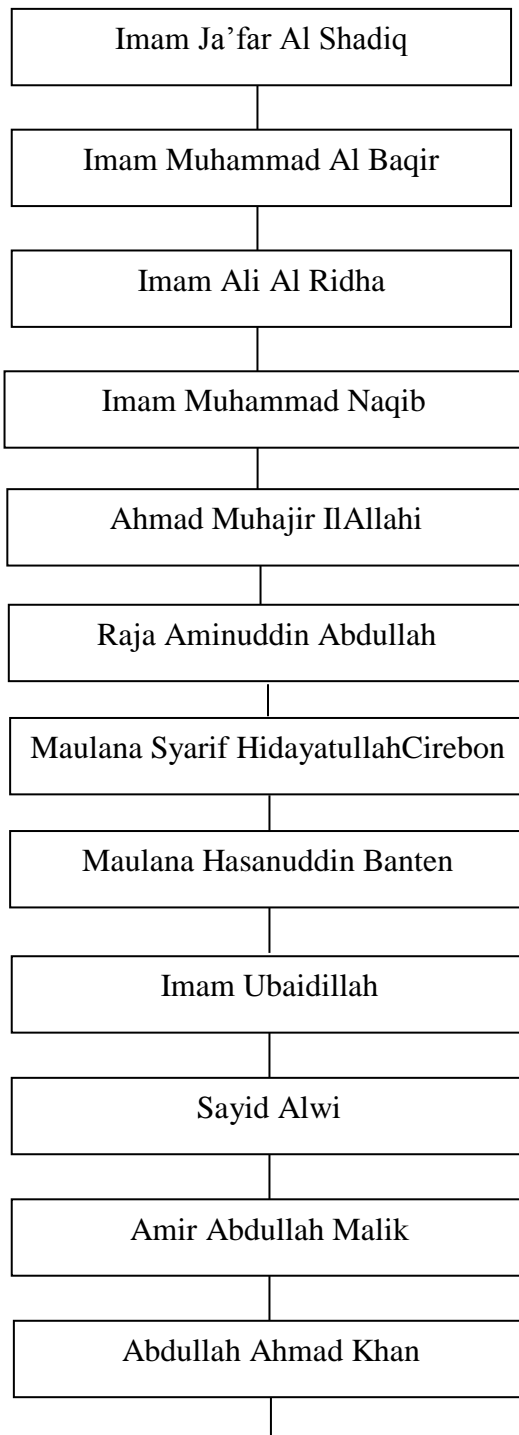 Imam Ja’far Al Shadiq
Imam Muhammad Al Baqir
Imam Ali Al Ridha
Imam Muhammad Naqib
Ahmad Muhajir IlAllahi
Raja Aminuddin Abdullah
Maulana Syarif HidayatullahCirebon
Maulana Hasanuddin Banten
Imam Ubaidillah
Sayid Alwi
Amir Abdullah Malik
Abdullah Ahmad Khan